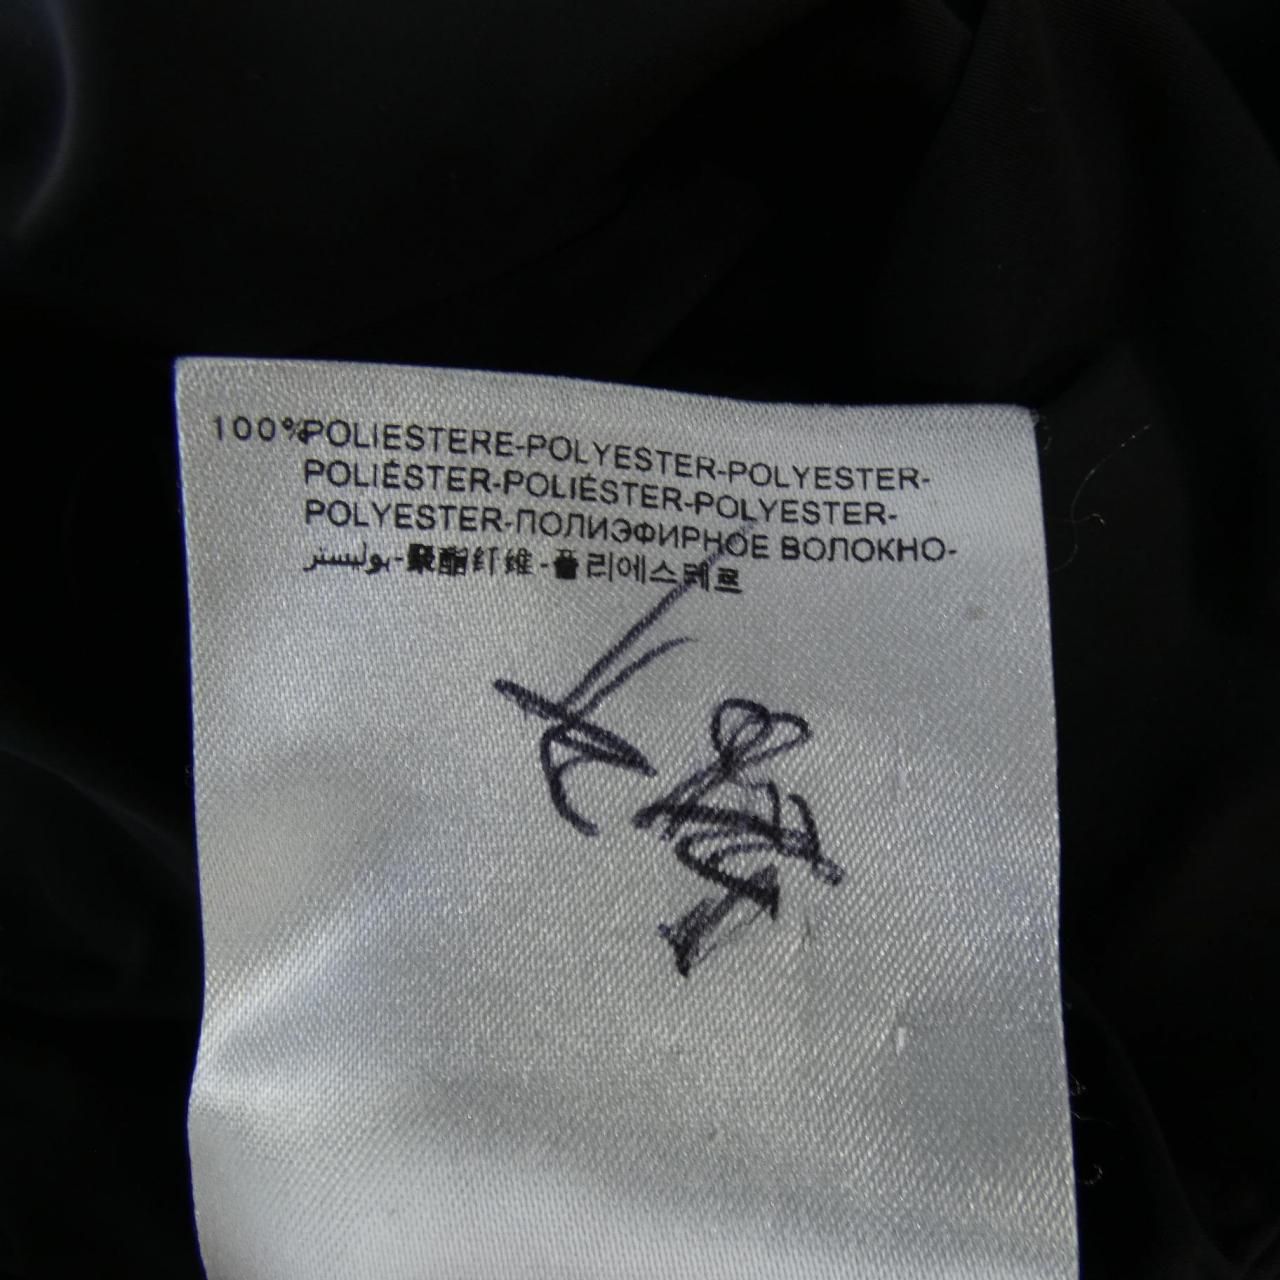 100%POLIESTERE-POLYESTER-POLYESTER-
POLIÉSTER-POLIÉSTER-POLYESTER-
POLYESTER-ПОЛИЭФИРНОЕ ВОЛОКНО-
بوليستر-聚酯纤维-폴리에스테르